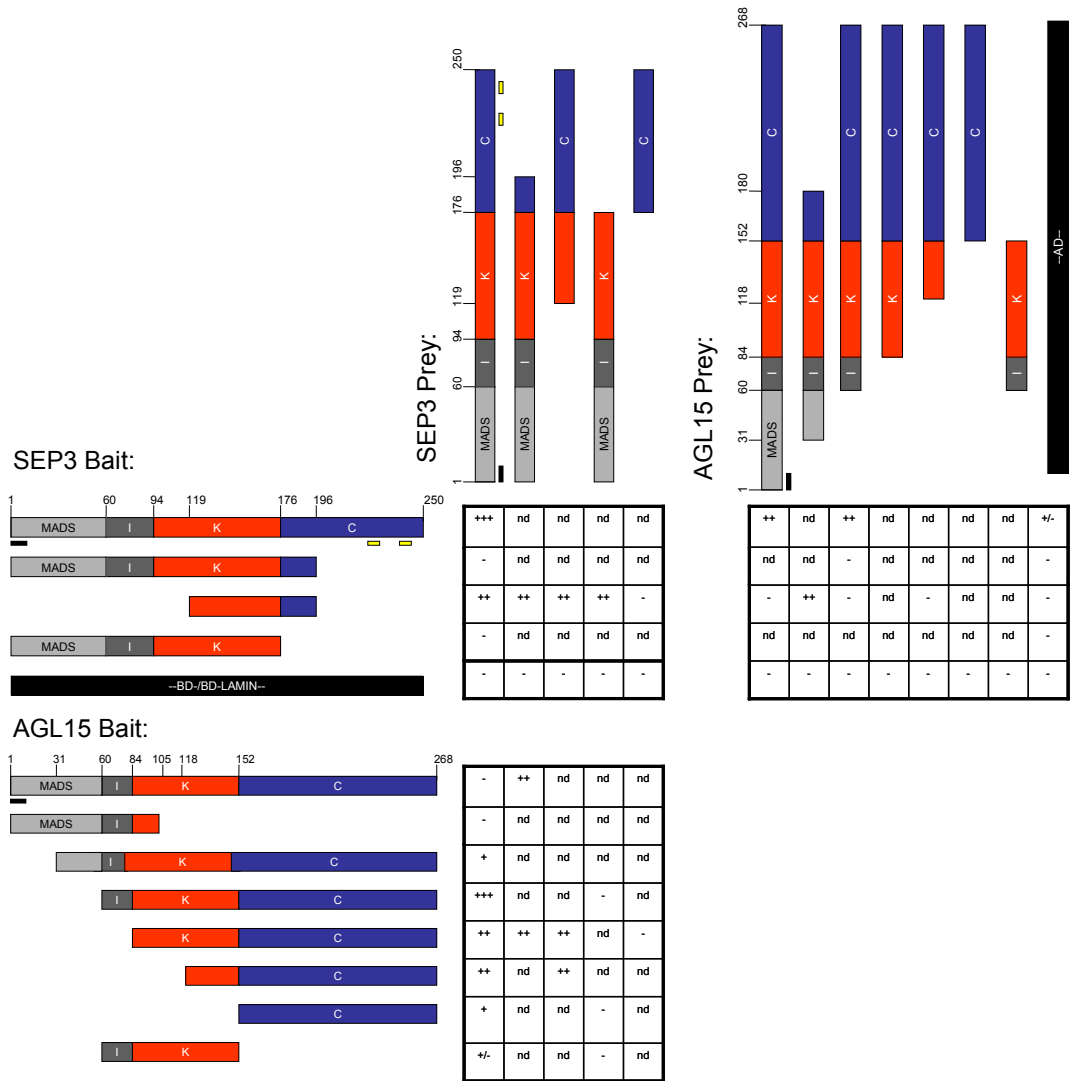 SEP3 Prey:
250
196
176
119
94
60
1
C
K
I
MADS
K
I
MADS
C
K
I
MADS
C
AGL15 Prey:
268
180
152
118
84
60
31
1
C
K
I
MADS
K
I
C
K
I
C
K
C
C
K
I
--AD--
SEP3 Bait:
1 60 94 119 176 196 250
MADS I K C
MADS I K
MADS I K
--BD-/BD-LAMIN--
+++ nd nd nd nd
- nd nd nd nd
++ ++ ++ ++ -
- nd nd nd nd
- - - - -
++ nd ++ nd nd nd nd +/-
nd nd - nd nd nd nd -
- ++ - nd - nd nd -
nd nd nd nd nd nd nd -
- - - - - - - -
AGL15 Bait:
1 31 60 84 105 118 152 268
MADS I K C
MADS I
I K C
I K C
K C
C
C
I K
- ++ nd nd nd
- nd nd nd nd
+ nd nd nd nd
+++ nd nd - nd
++ ++ ++ nd -
++ nd ++ nd nd
+ nd nd - nd
+/- nd nd - nd